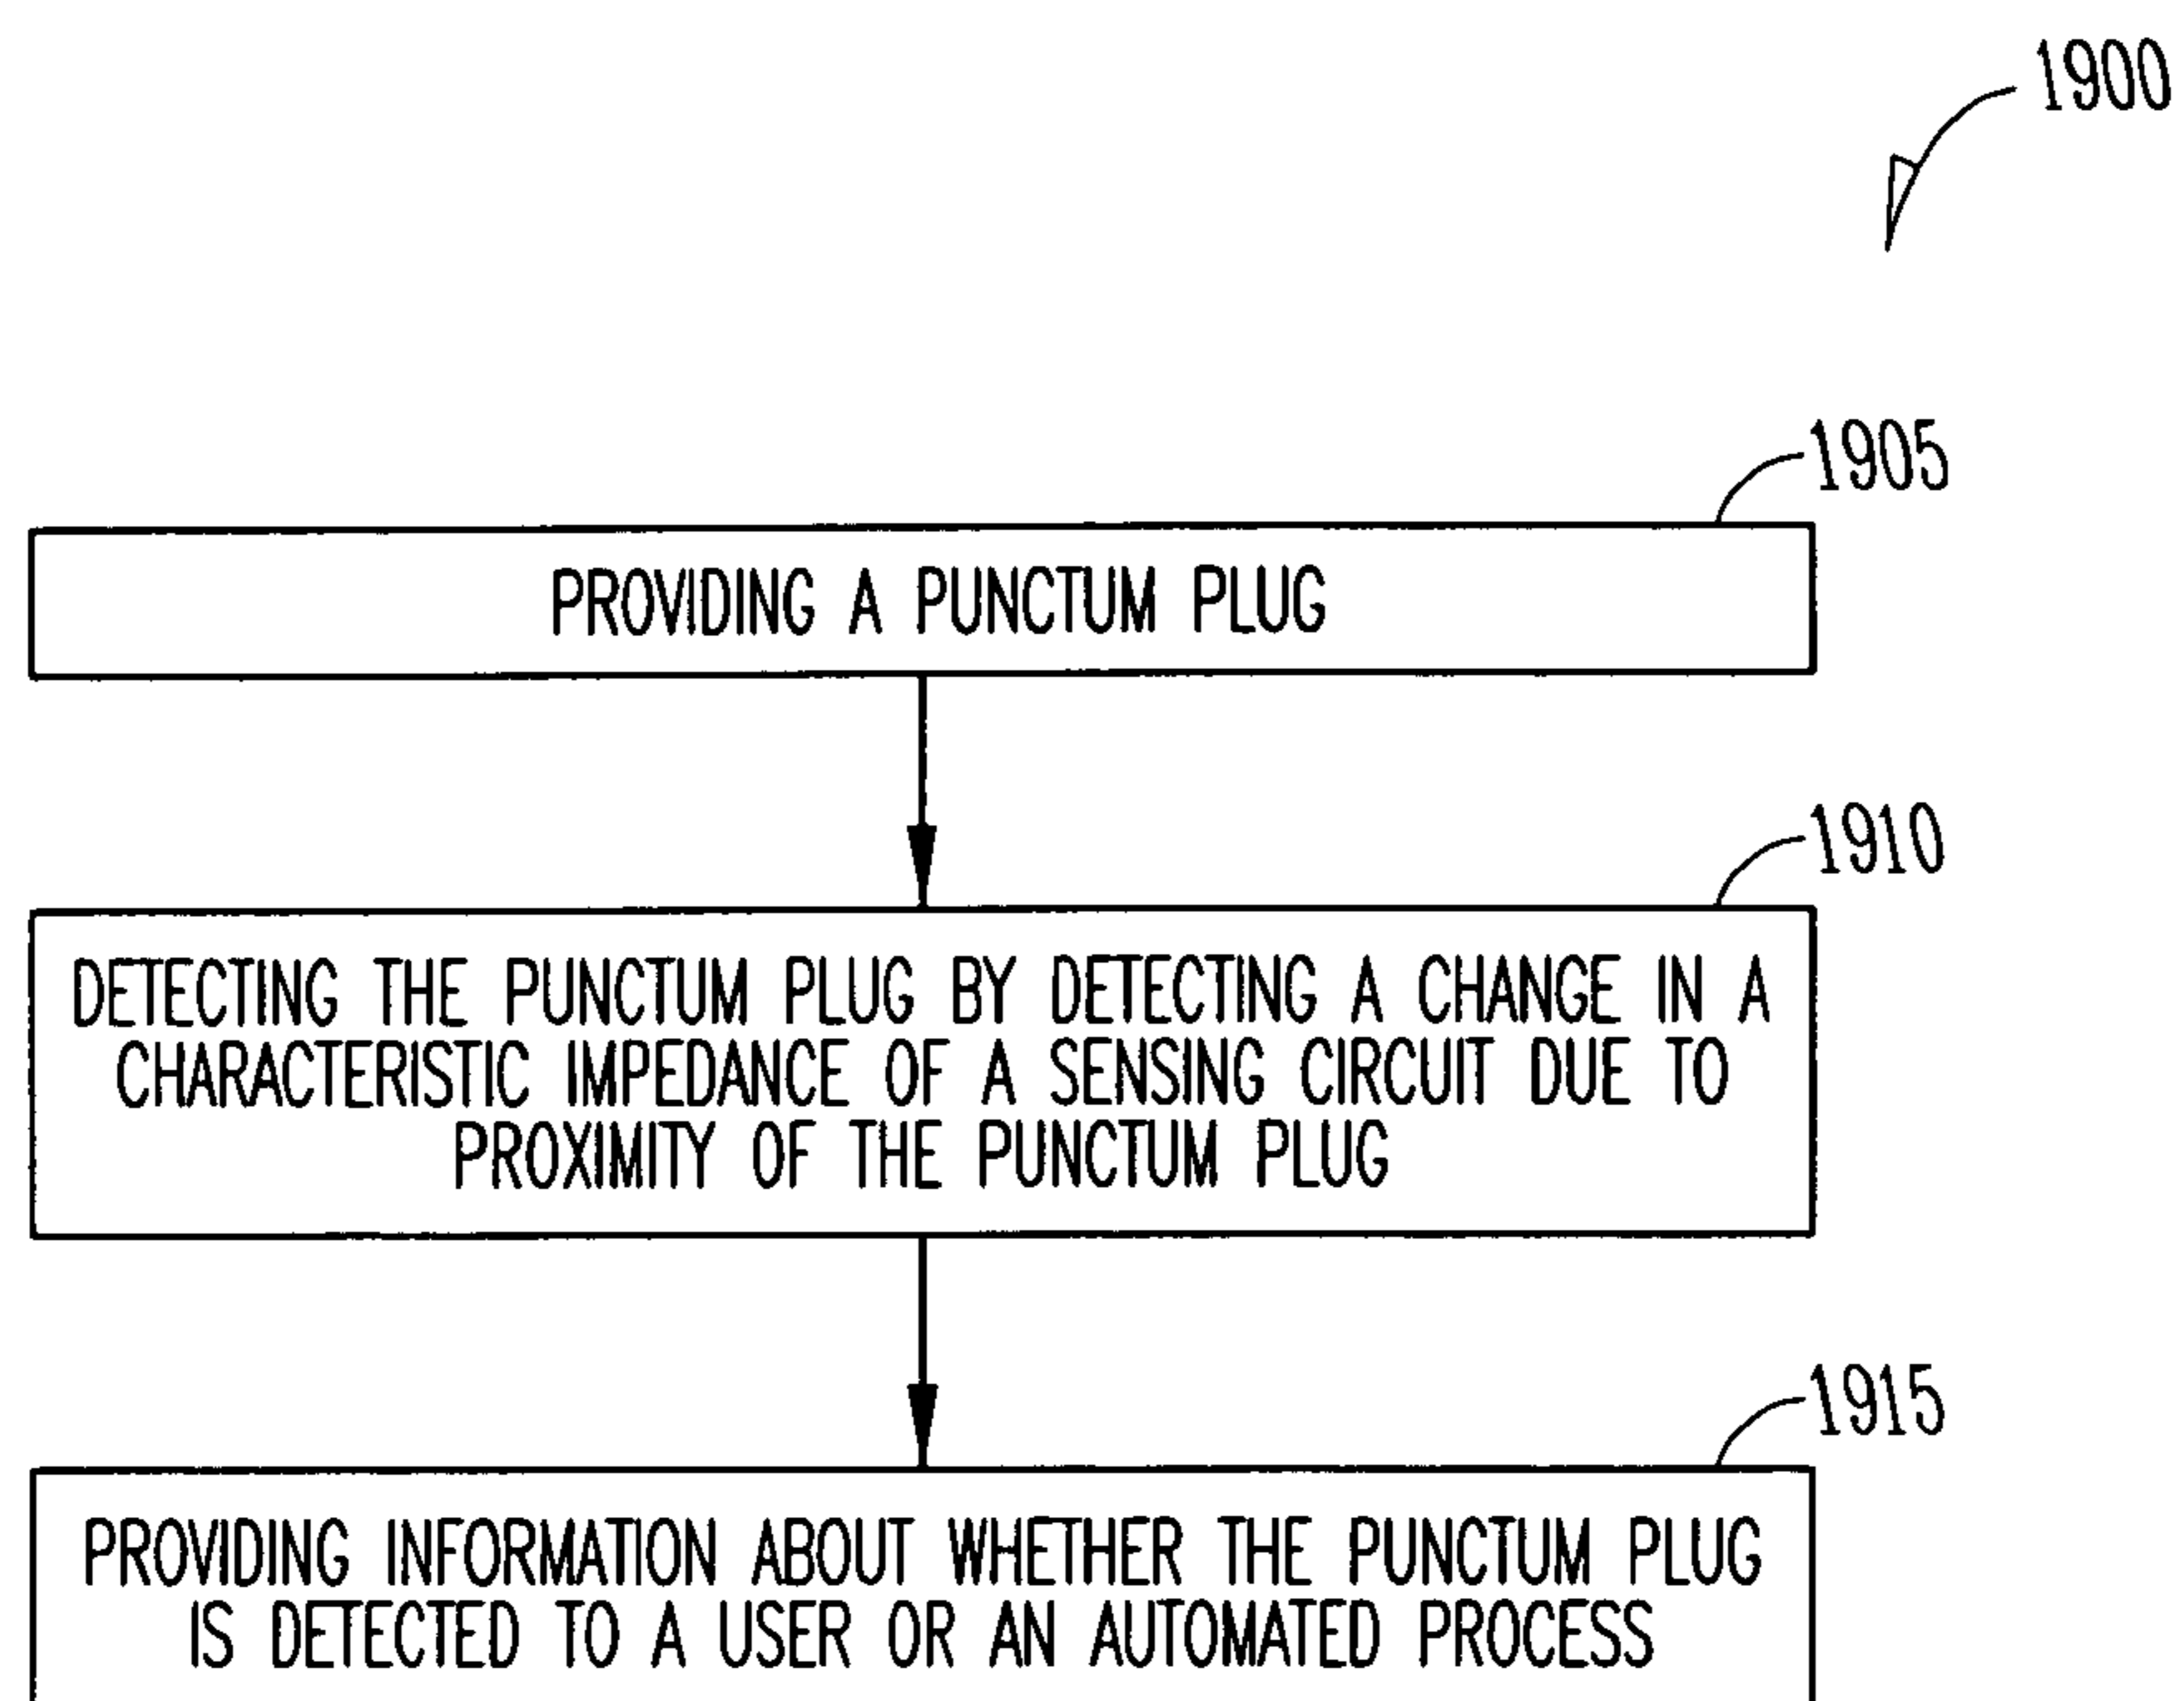 1900
1905
PROVIDING A PUNCTUM PLUG
1910
DETECTING THE PUNCTUM PLUG BY DETECTING A CHANGE IN A
CHARACTERISTIC IMPEDANCE OF A SENSING CIRCUIT DUE TO
PROXIMITY OF THE PUNCTUM PLUG
1915
PROVIDING INFORMATION ABOUT WHETHER THE PUNCTUM PLUG
IS DETECTED TO A USER OR AN AUTOMATED PROCESS